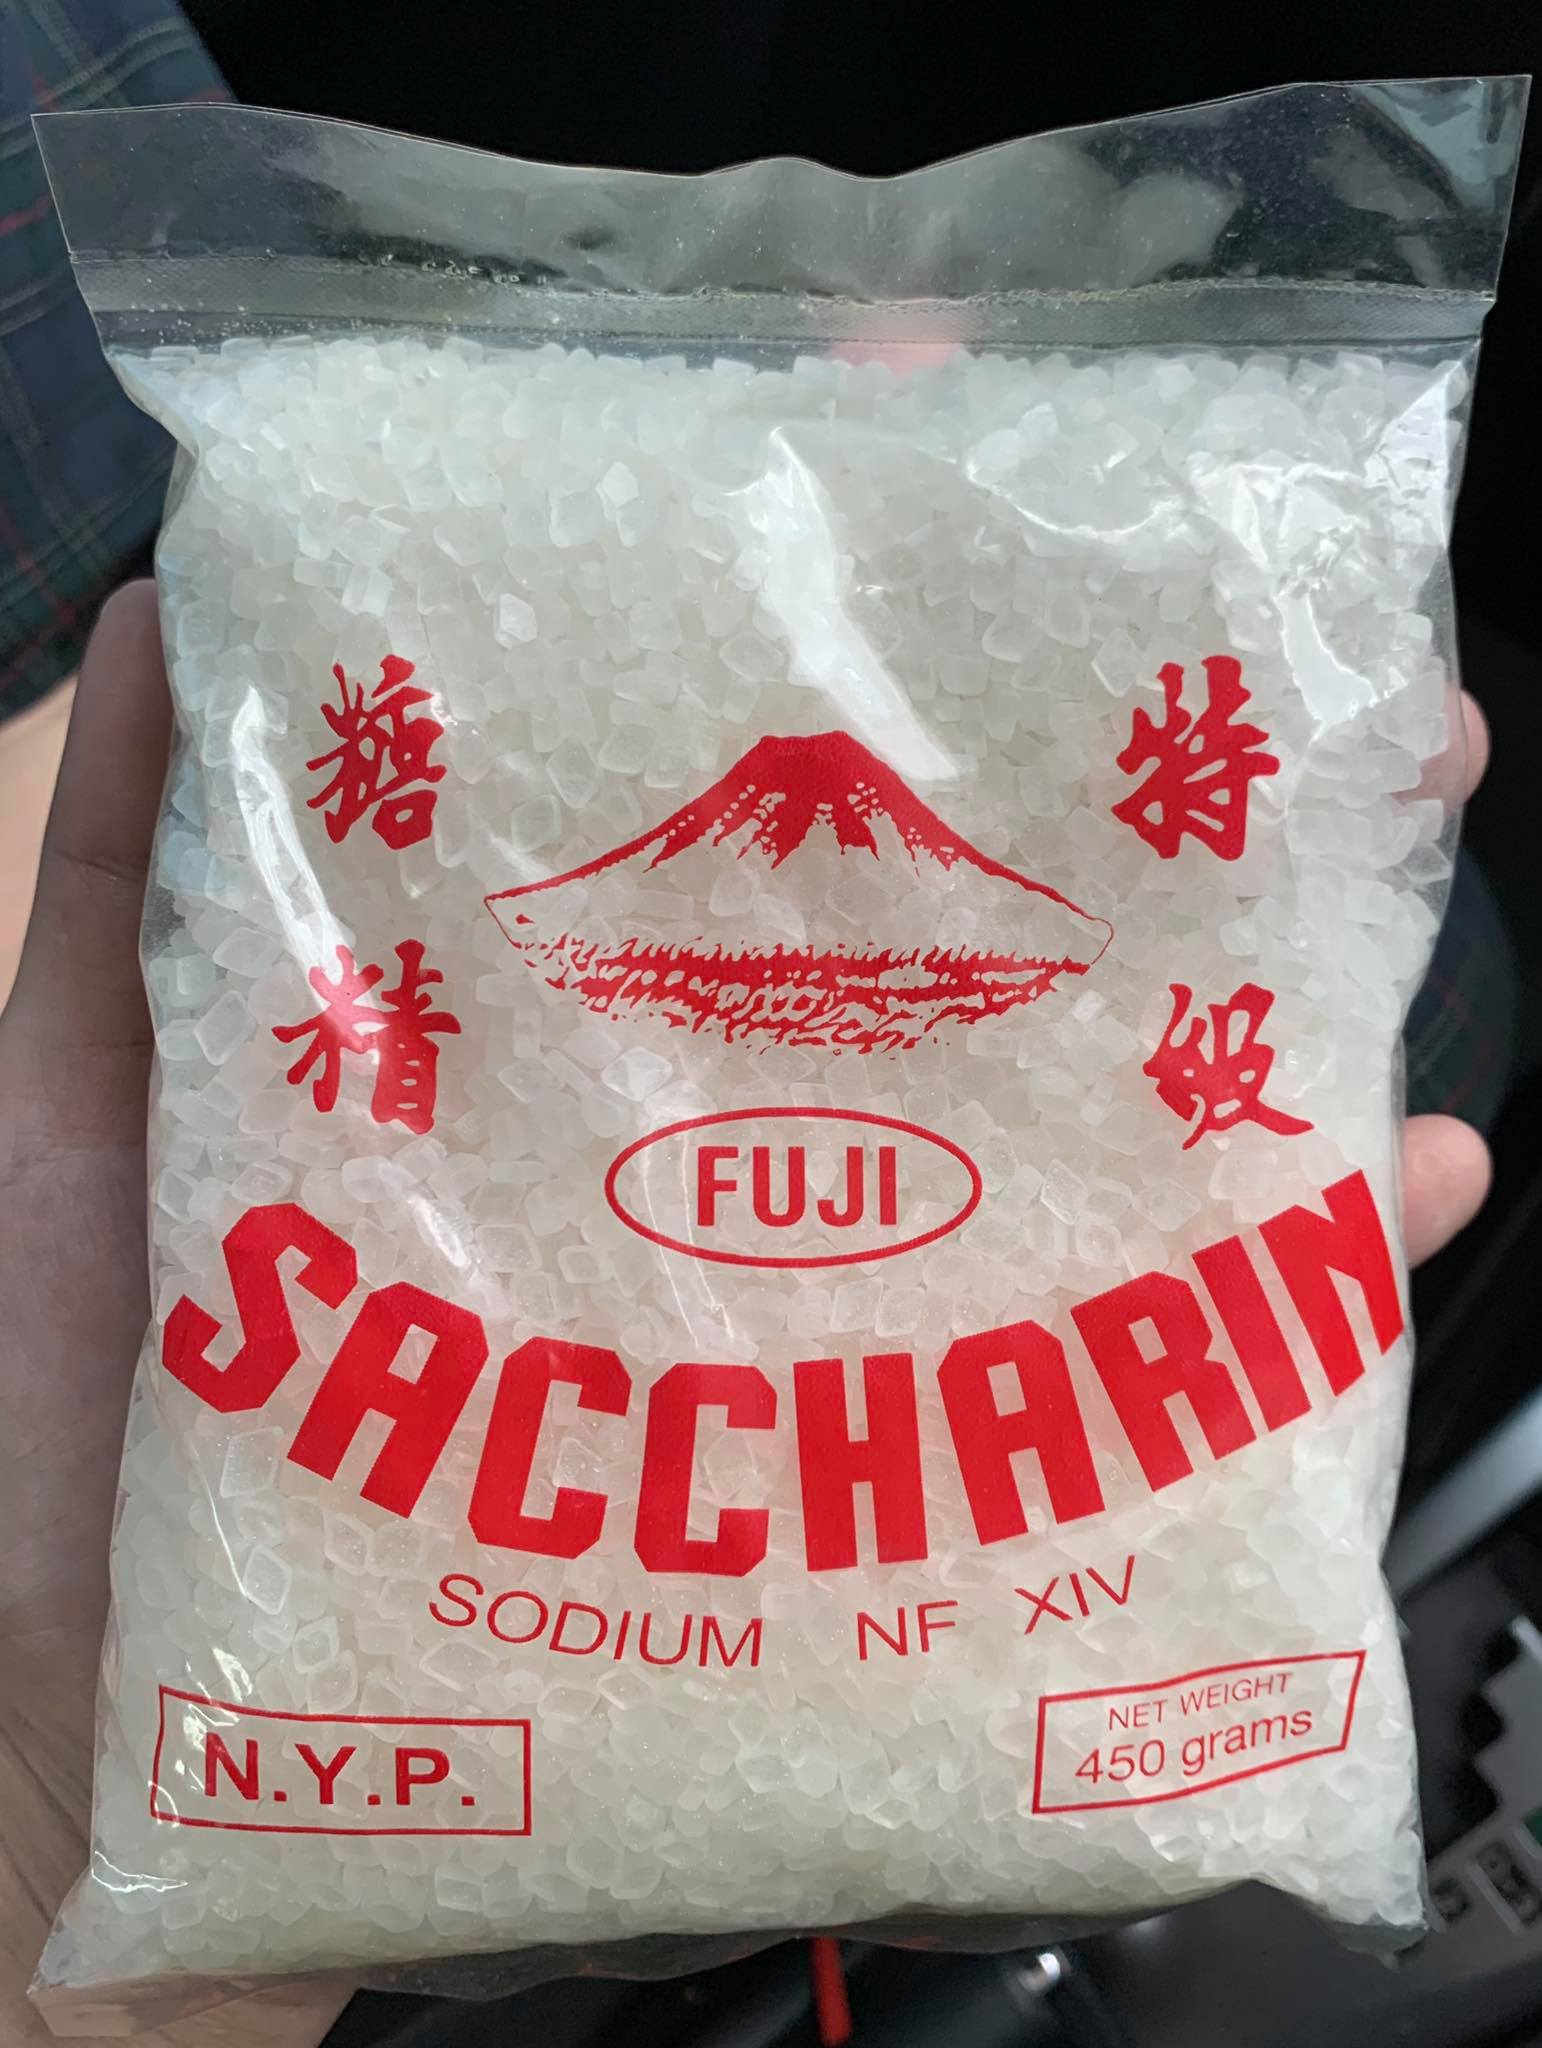 糖精
特級
FUJI
SACCHARIN
SODIUM NF XIV
N.Y.P.
NET WEIGHT
450 grams